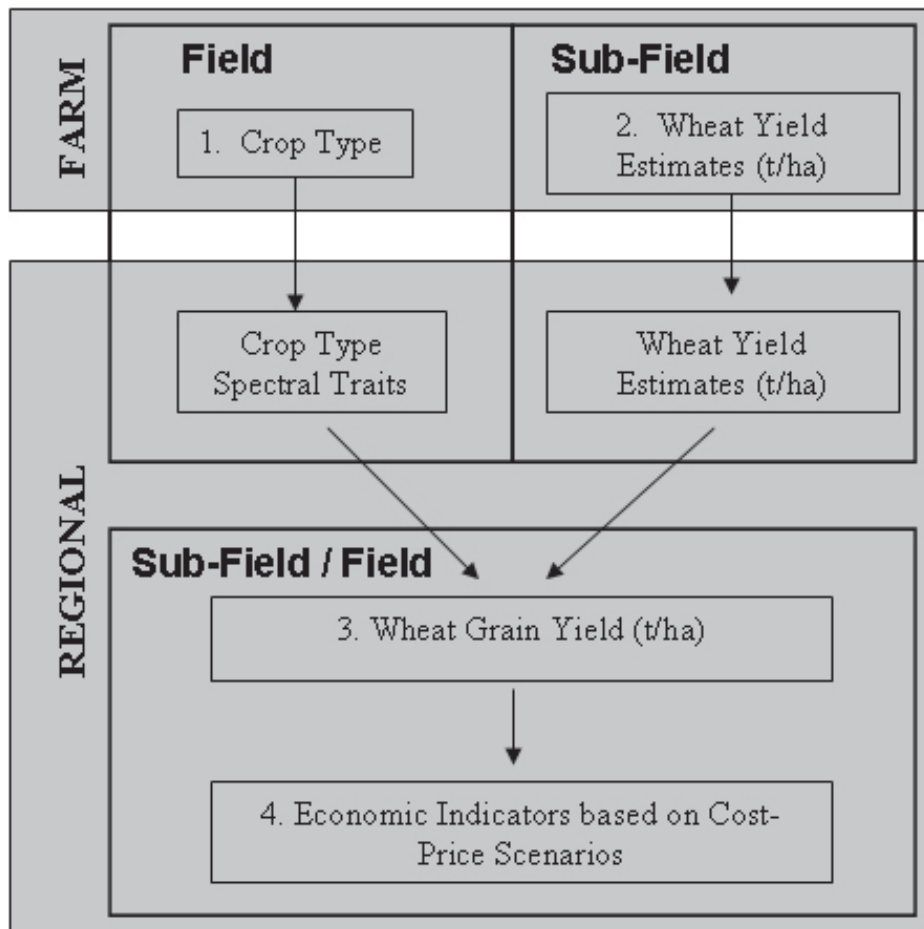 FARM
Field
1. Crop Type
Sub-Field
2. Wheat Yield
Estimates (t/ha)
REGIONAL
Crop Type
Spectral Traits
Wheat Yield
Estimates (t/ha)
Sub-Field / Field
3. Wheat Grain Yield (t/ha)
4. Economic Indicators based on Cost-
Price Scenarios